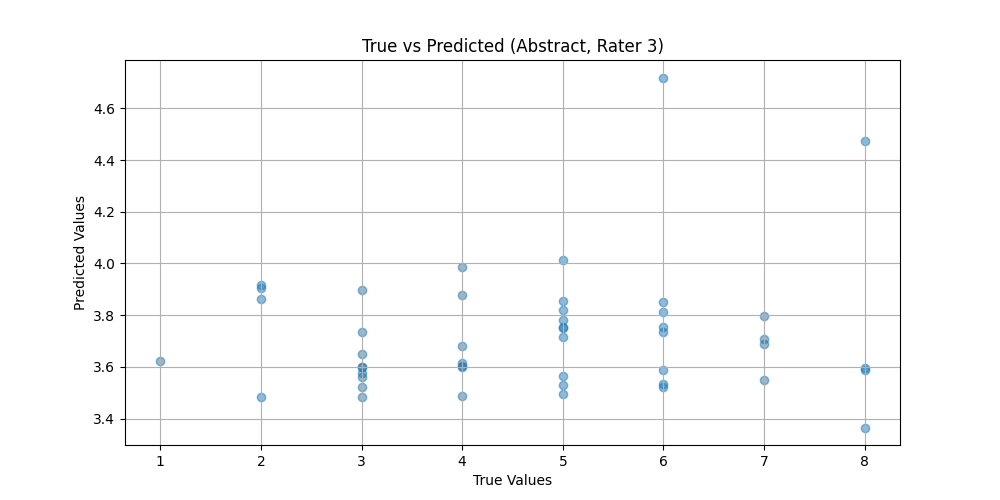 True vs Predicted (Abstract, Rater 3)
Predicted Values
4.6
4.4
4.2
4.0
3.8
3.6
3.4
1 2 3 4 5 6 7 8
True Values